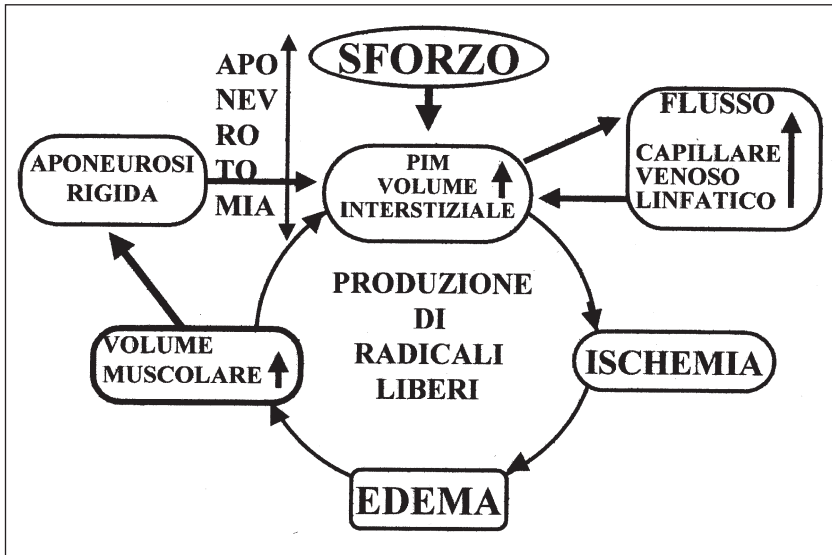 SFORZO
APO
NEV
RO
TO
MIA
FLUSSO
CAPILLARE
VENOSO
LINFATICO
APONEUROSI
RIGIDA
PIM
VOLUME
INTERSTIZIALE
PRODUZIONE
DI
RADICALI
LIBERI
VOLUME
MUSCOLARE
ISCHEMIA
EDEMA